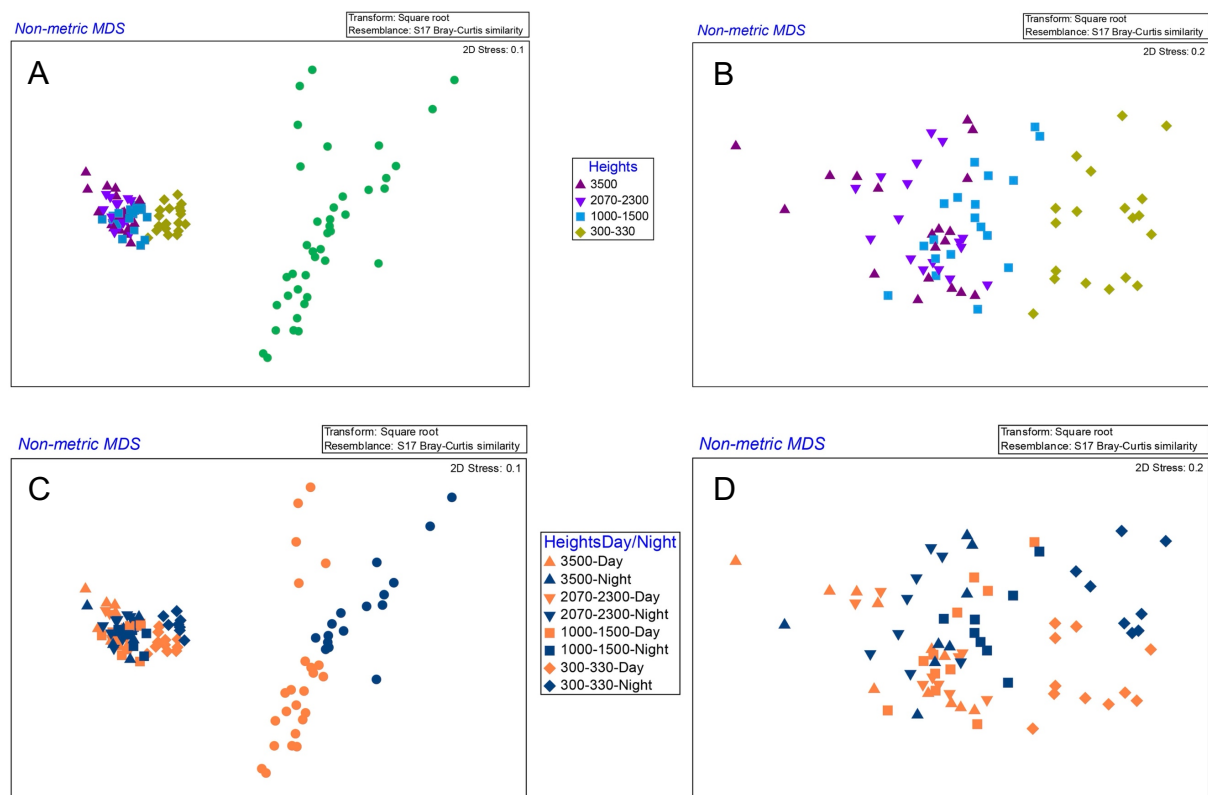 Non-metric MDS
Transform: Square root
Resemblance: S17 Bray-Curtis similarity
2D Stress: 0.1
A
Non-metric MDS
Transform: Square root
Resemblance: S17 Bray-Curtis similarity
2D Stress: 0.2
B
Heights
3500
2070-2300
1000-1500
300-330
Non-metric MDS
Transform: Square root
Resemblance: S17 Bray-Curtis similarity
2D Stress: 0.1
C
HeightsDay/Night
3500-Day
3500-Night
2070-2300-Day
2070-2300-Night
1000-1500-Day
1000-1500-Night
300-330-Day
300-330-Night
Non-metric MDS
Transform: Square root
Resemblance: S17 Bray-Curtis similarity
2D Stress: 0.2
D